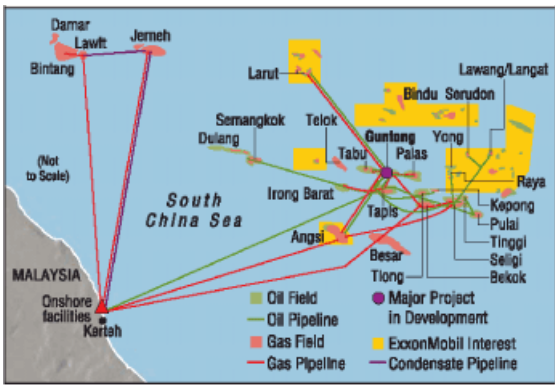 Damar
Lawit
Jerneh
Bintang
Larut
Lawang/Langat
Bindu
Serudon
Semangkok
Telok
Guntong
Yong
Dulang
Tabu
Palas
(Not
to Scale)
South
China Sea
Irong Barat
Raya
Tapis
Kepong
Angsi
Pulai
Besar
Tinggi
Seligi
Tiong
Bekok
MALAYSIA
Onshore
facilities
Kerteh
Oil Field
Oil Pipeline
Gas Field
Gas Pipeline
Major Project
in Development
ExxonMobil Interest
Condensate Pipeline